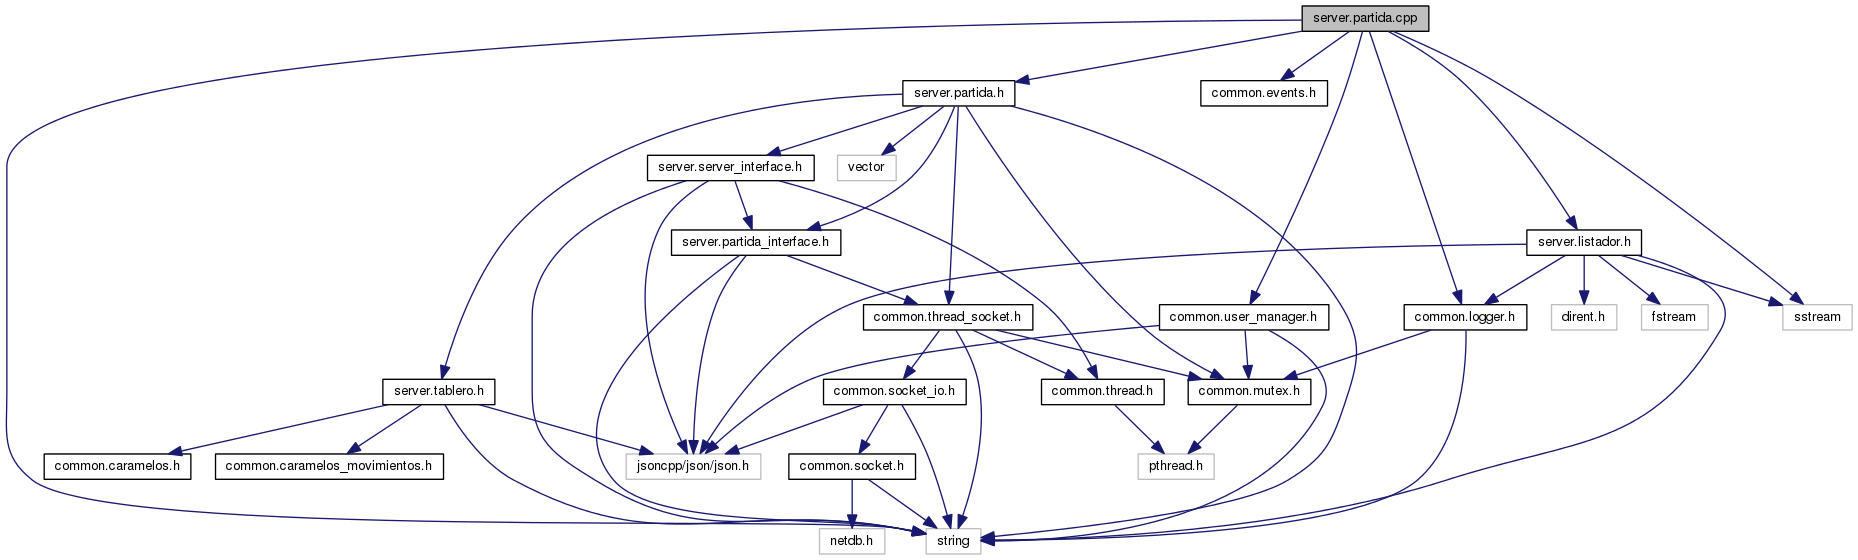 server.partida.cpp
server.partida.h
common.events.h
server.server_interface.h
vector
server.partida_interface.h
server.listador.h
common.thread_socket.h
common.user_manager.h
common.logger.h
dirent.h
fstream
sstream
server.tablero.h
common.socket_io.h
common.thread.h
common.mutex.h
common.caramelos.h
common.caramelos_movimientos.h
jsoncpp/json/json.h
common.socket.h
pthread.h
netdb.h
string